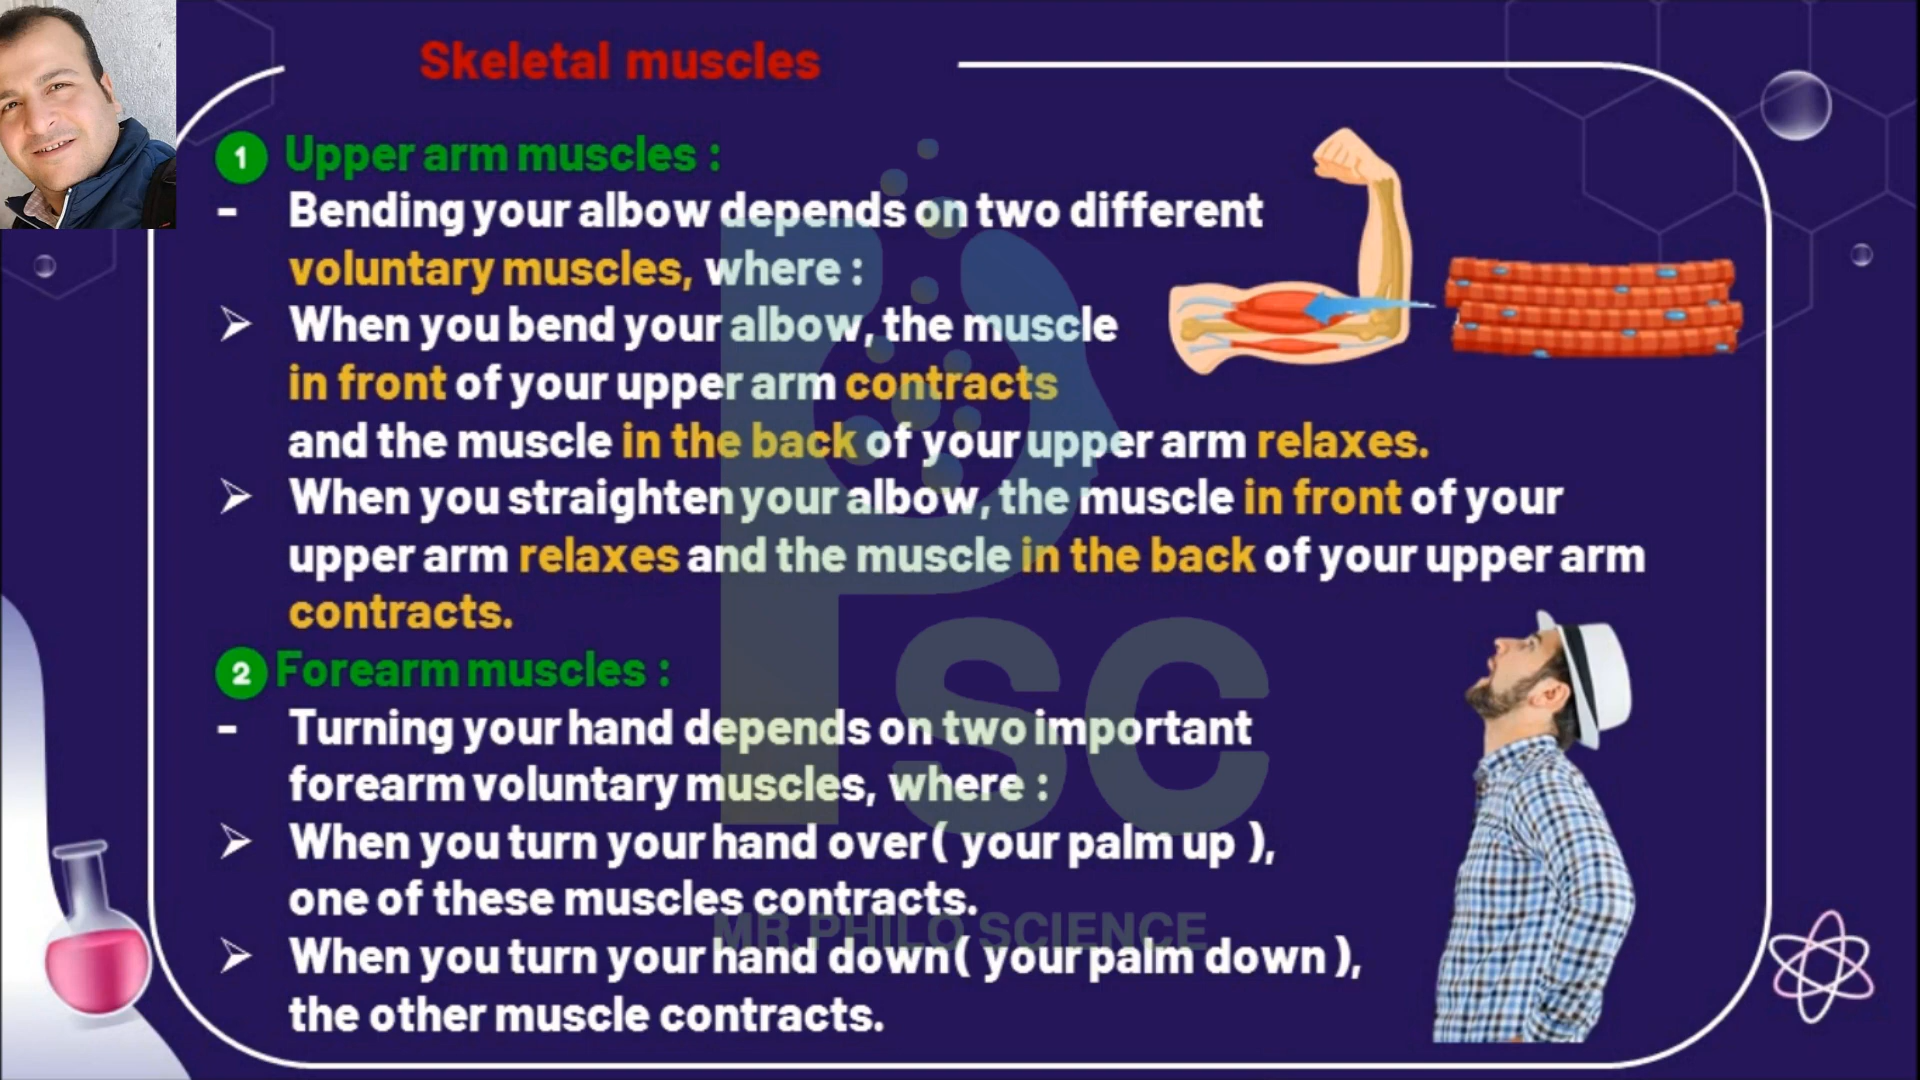 Skeletal muscles
1 Upper arm muscles :
- Bending your albow depends on two different
voluntary muscles, where :
➢ When you bend your albow, the muscle
in front of your upper arm contracts
and the muscle in the back of your upper arm relaxes.
➢ When you straighten your albow, the muscle in front of your
upper arm relaxes and the muscle in the back of your upper arm
contracts.
2 Forearm muscles :
- Turning your hand depends on two important
forearm voluntary muscles, where :
➢ When you turn your hand over ( your palm up ),
one of these muscles contracts.
➢ When you turn your hand down ( your palm down ),
the other muscle contracts.
PSC
MR. PHILO SCIENCE